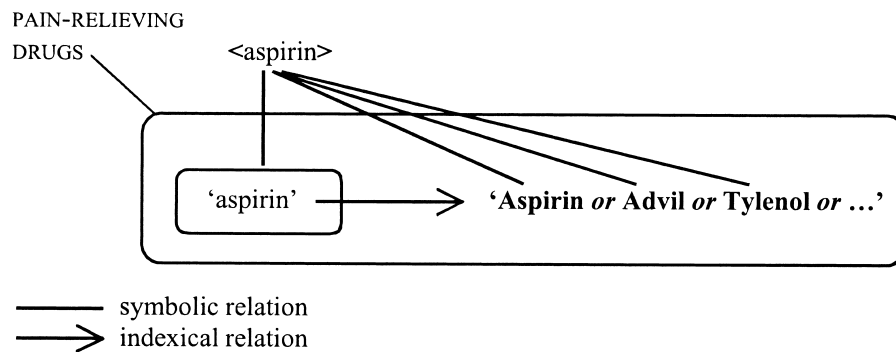 PAIN-RELIEVING
DRUGS
<aspirin>
‘aspirin’
‘Aspirin or Advil or Tylenol or ...’
symbolic relation
indexical relation